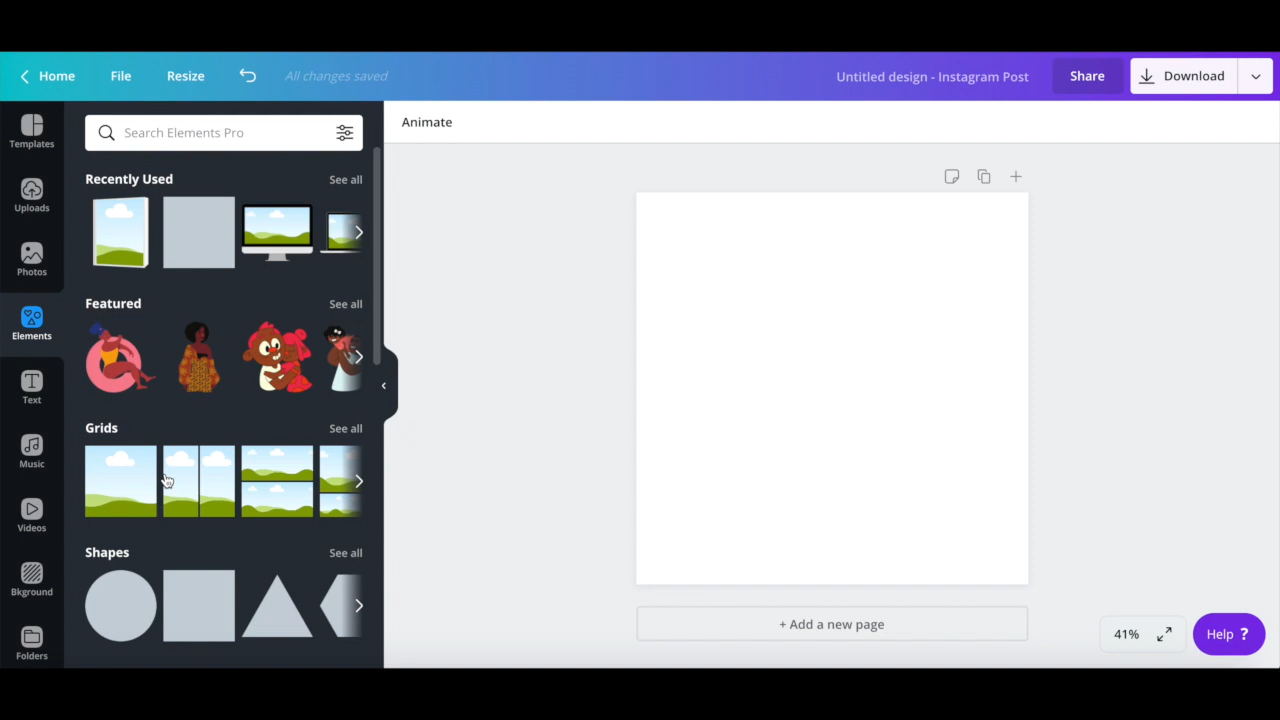 Home File Resize All changes saved Untitled design - Instagram Post Share Download
Templates
Uploads
Photos
Elements
Text
Music
Videos
Bkground
Folders
Search Elements Pro
Recently Used See all
Featured See all
Grids See all
Shapes See all
Animate
+ Add a new page
41% Help ?